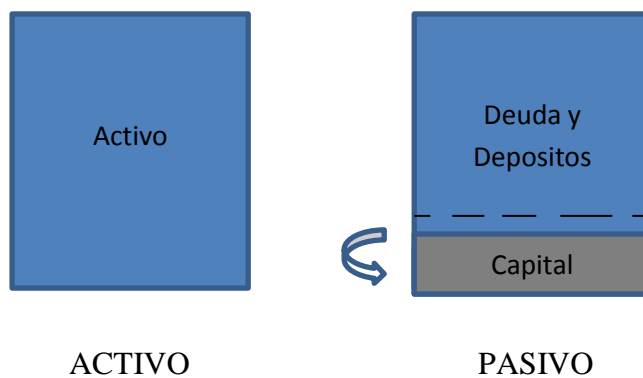 Activo
Deuda y
Depositos
Capital
ACTIVO
PASIVO